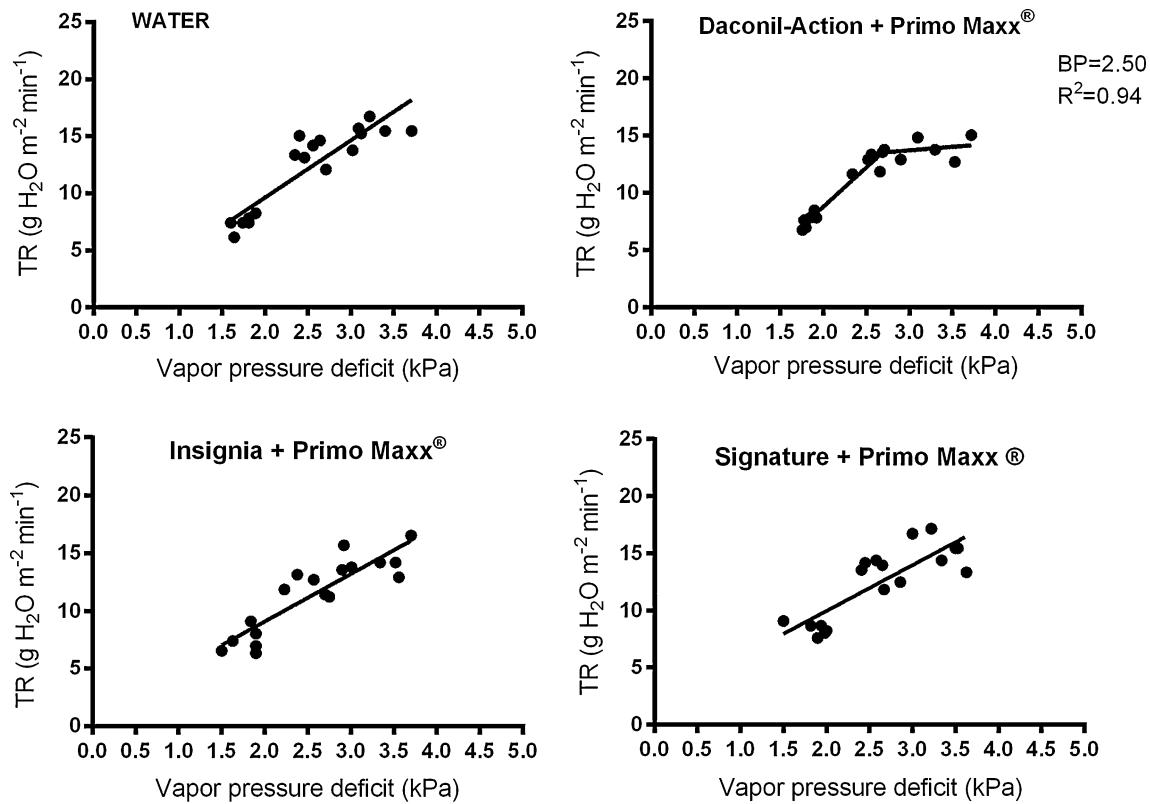 WATER
25
20
15
10
5
0
TR (g H2O m-2 min-1)
0.0 0.5 1.0 1.5 2.0 2.5 3.0 3.5 4.0 4.5 5.0
Vapor pressure deficit (kPa)
Daconil-Action + Primo Maxx®
BP=2.50
R2=0.94
25
20
15
10
5
0
TR (g H2O m-2 min-1)
0.0 0.5 1.0 1.5 2.0 2.5 3.0 3.5 4.0 4.5 5.0
Vapor pressure deficit (kPa)
Insignia + Primo Maxx®
25
20
15
10
5
0
TR (g H2O m-2 min-1)
0.0 0.5 1.0 1.5 2.0 2.5 3.0 3.5 4.0 4.5 5.0
Vapor pressure deficit (kPa)
Signature + Primo Maxx ®
25
20
15
10
5
0
TR (g H2O m-2 min-1)
0.0 0.5 1.0 1.5 2.0 2.5 3.0 3.5 4.0 4.5 5.0
Vapor pressure deficit (kPa)